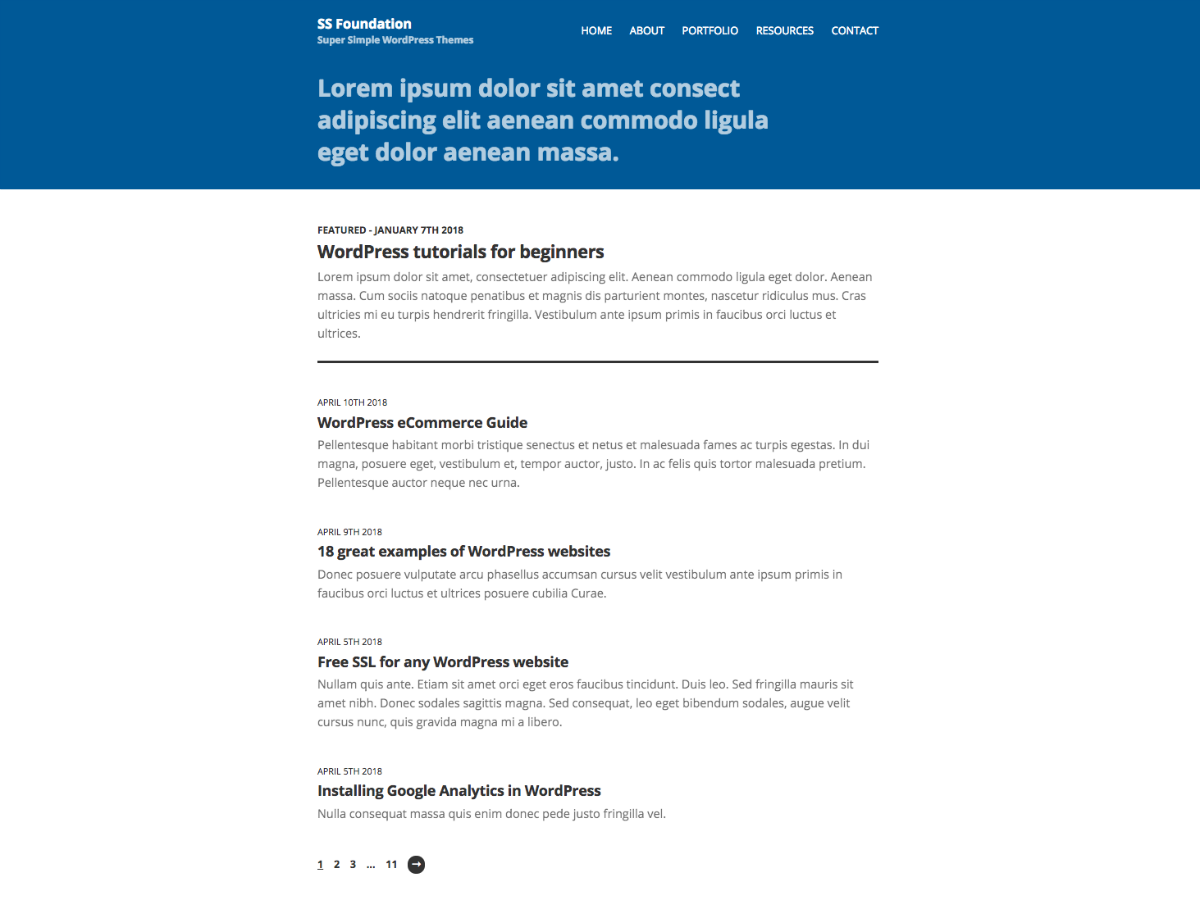 SS Foundation
Super Simple WordPress Themes
HOME ABOUT PORTFOLIO RESOURCES CONTACT
Lorem ipsum dolor sit amet consect
adipiscing elit aenean commodo ligula
eget dolor aenean massa.
FEATURED - JANUARY 7TH 2018
WordPress tutorials for beginners
Lorem ipsum dolor sit amet, consectetuer adipiscing elit. Aenean commodo ligula eget dolor. Aenean
massa. Cum sociis natoque penatibus et magnis dis parturient montes, nascetur ridiculus mus. Cras
ultricies mi eu turpis hendrerit fringilla. Vestibulum ante ipsum primis in faucibus orci luctus et
ultrices.
APRIL 10TH 2018
WordPress eCommerce Guide
Pellentesque habitant morbi tristique senectus et netus et malesuada fames ac turpis egestas. In dui
magna, posuere eget, vestibulum et, tempor auctor, justo. In ac felis quis tortor malesuada pretium.
Pellentesque auctor neque nec urna.
APRIL 9TH 2018
18 great examples of WordPress websites
Donec posuere vulputate arcu phasellus accumsan cursus velit vestibulum ante ipsum primis in
faucibus orci luctus et ultrices posuere cubilia Curae.
APRIL 5TH 2018
Free SSL for any WordPress website
Nullam quis ante. Etiam sit amet orci eget eros faucibus tincidunt. Duis leo. Sed fringilla mauris sit
amet nibh. Donec sodales sagittis magna. Sed consequat, leo eget bibendum sodales, augue velit
cursus nunc, quis gravida magna mi a libero.
APRIL 5TH 2018
Installing Google Analytics in WordPress
Nulla consequat massa quis enim donec pede justo fringilla vel.
1 2 3 ... 11 →